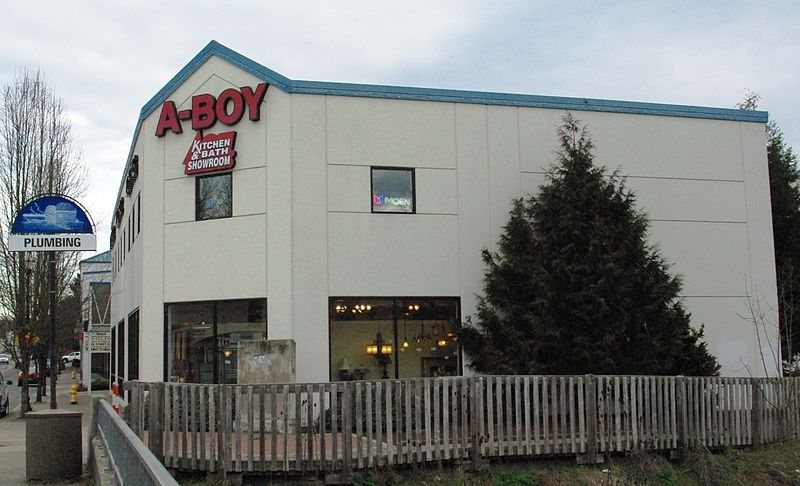 A-BOY
KITCHEN
& BATH
SHOWROOM
MOEN
PLUMBING